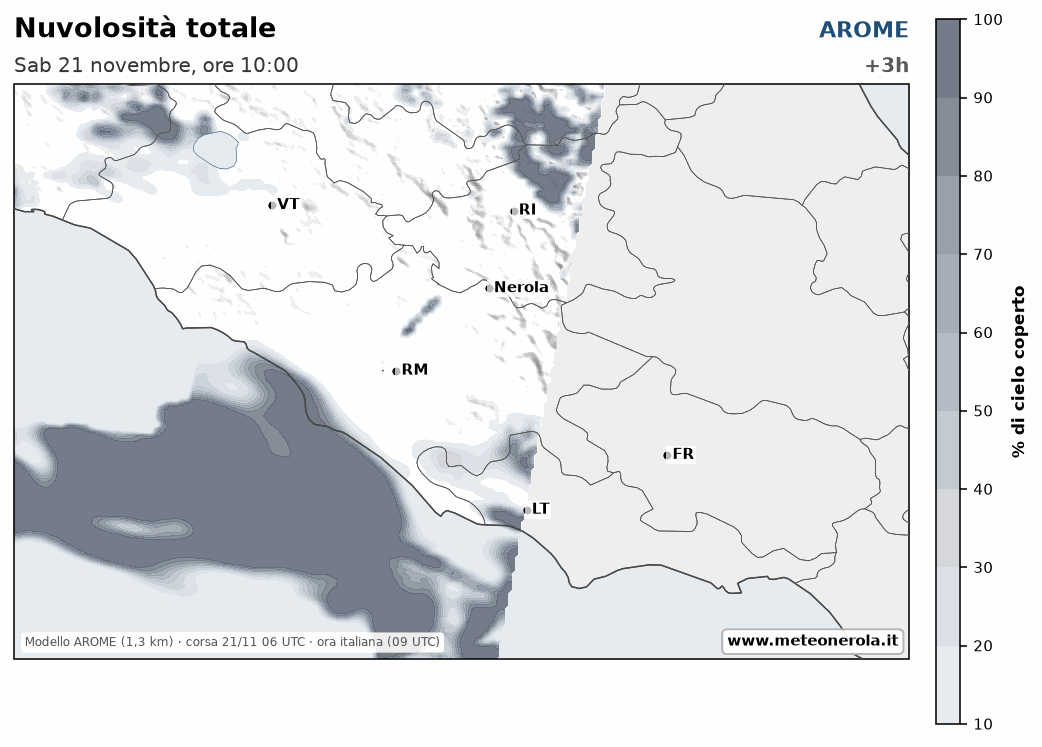 Nuvolosità totale
AROME
Sab 21 novembre, ore 10:00
+3h
100
90
80
70
60
50
40
30
20
10
% di cielo coperto
VT
RI
Nerola
RM
FR
LT
Modello AROME (1,3 km) · corsa 21/11 06 UTC · ora italiana (09 UTC)
www.meteonerola.it